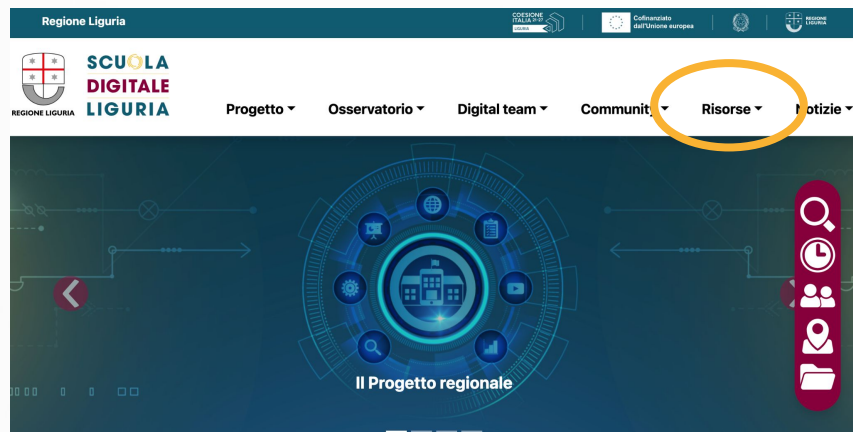 Regione Liguria
COESIONE
ITALIA 21-27
LIGURIA
Cofinanziato
dall'Unione europea
REGIONE
LIGURIA
SCUOLA
DIGITALE
LIGURIA
REGIONE LIGURIA
Progetto
Osservatorio
Digital team
Community
Risorse
Notizie
Il Progetto regionale